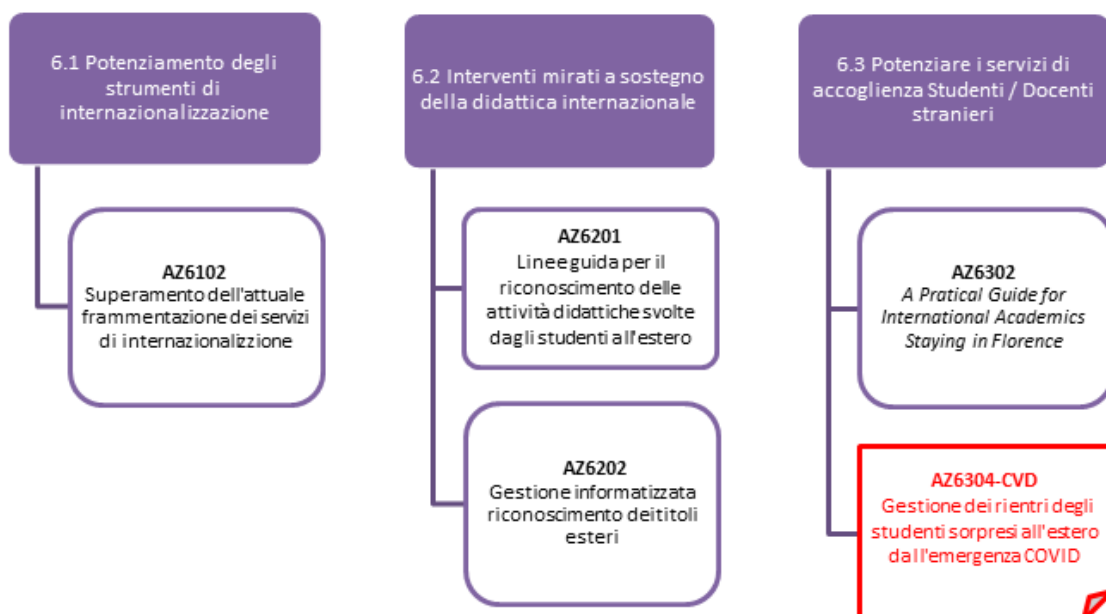 6.1 Potenziamento degli
strumenti di
internazionalizzazione
AZ6102
Superamento dell'attuale
frammentazione dei servizi
di internazionalizzione
6.2 Interventi mirati a sostegno
della didattica internazionale
AZ6201
Linee guida per il
riconoscimento delle
attività didattiche svolte
dagli studenti all'estero
AZ6202
Gestione informatizzata
riconoscimento dei titoli
esteri
6.3 Potenziare i servizi di
accoglienza Studenti / Docenti
stranieri
AZ6302
A Pratical Guide for
International Academics
Staying in Florence
AZ6304-CVD
Gestione dei rientri degli
studenti sorpresi all'estero
dall'emergenza COVID